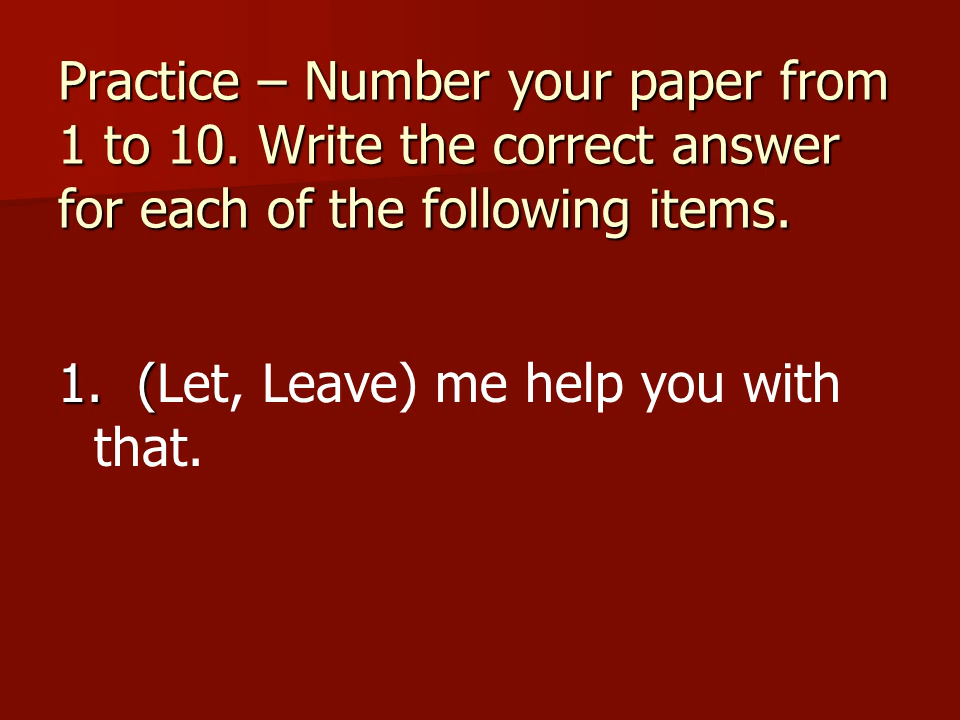 Practice – Number your paper from
1 to 10. Write the correct answer
for each of the following items.
1. (Let, Leave) me help you with
that.